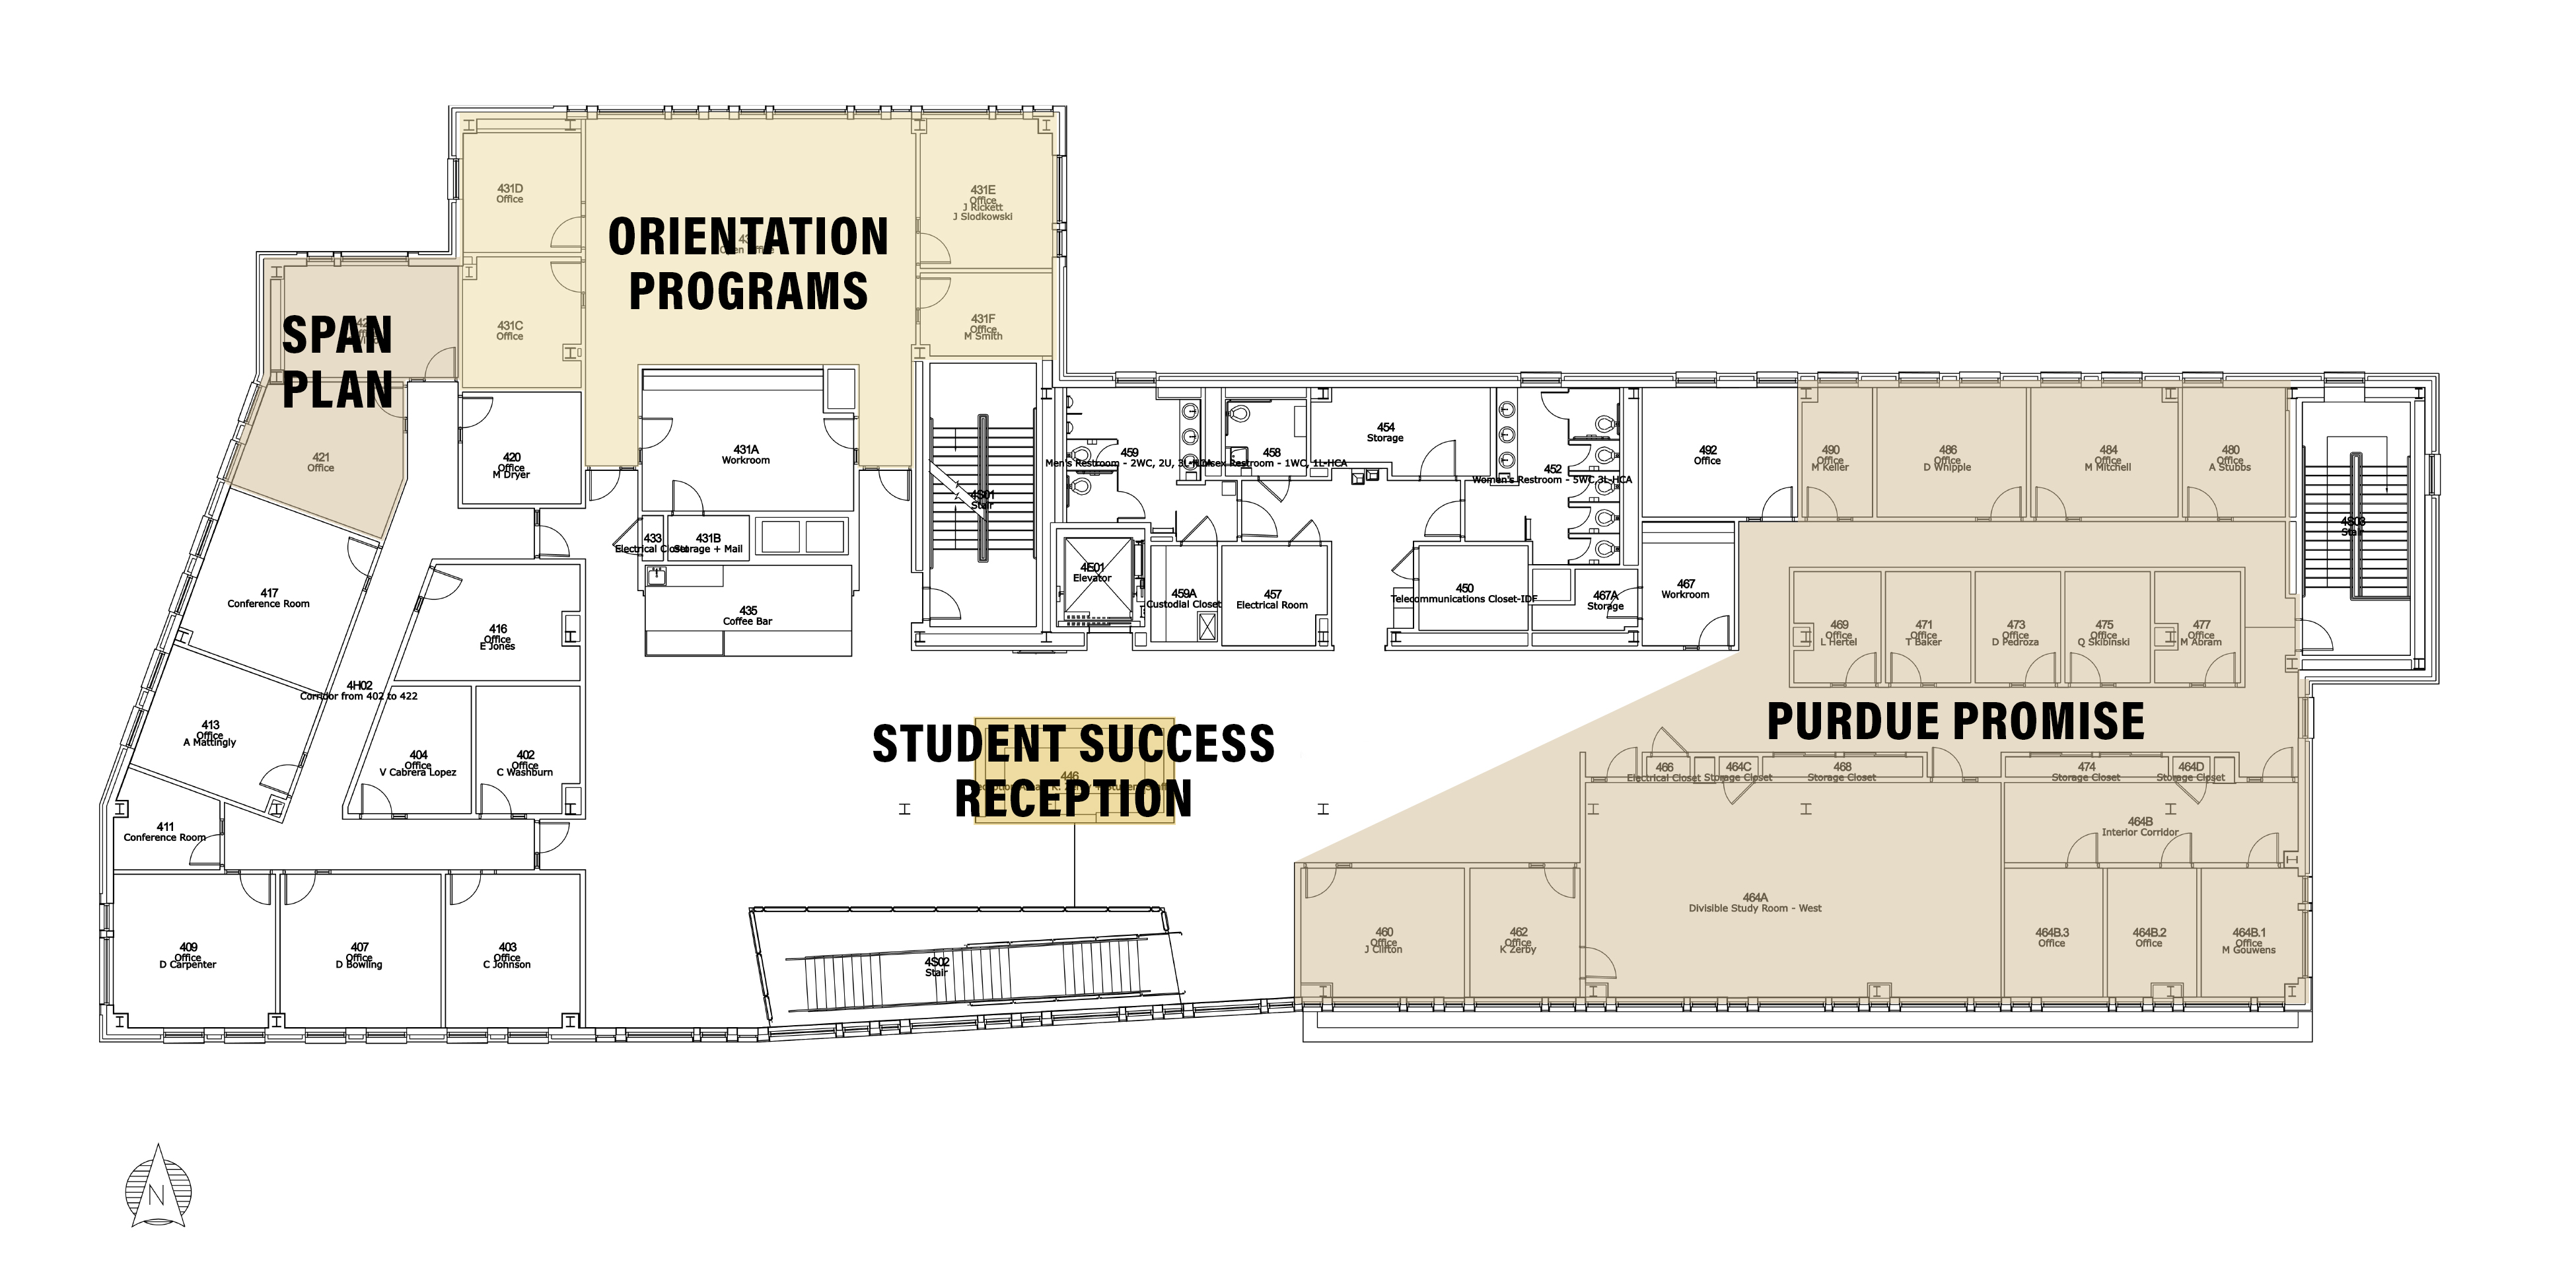 431D
Office
431E
Office
J Rickett
J Slodkowski
ORIENTATION
PROGRAMS
431C
Office
431F
Office
M Smith
SPAN
PLAN
421
Office
420
Office
M Dryer
431A
Workroom
433
Electrical Closet
431B
Storage + Mail
435
Coffee Bar
4S01
Stair
459
Men's Restroom - 2WC, 2U, 3L-HCA
458
Unisex Restroom - 1WC, 1L-HCA
454
Storage
452
Women's Restroom - 5WC,3L-HCA
492
Office
490
Office
M Keller
486
Office
D Whipple
484
Office
M Mitchell
480
Office
A Stubbs
4S03
Stair
4E01
Elevator
459A
Custodial Closet
457
Electrical Room
450
Telecommunications Closet-IDF
467A
Storage
467
Workroom
469
Office
L Hertel
471
Office
T Baker
473
Office
D Pedroza
475
Office
Q Skibinski
477
Office
M Abram
417
Conference Room
416
Office
E Jones
4H02
Corridor from 402 to 422
413
Office
A Mattingly
404
Office
V Cabrera Lopez
402
Office
C Washburn
411
Conference Room
STUDENT SUCCESS
RECEPTION
446
PURDUE PROMISE
466
Electrical Closet
464C
Storage Closet
468
Storage Closet
474
Storage Closet
464D
Storage Closet
464B
Interior Corridor
409
Office
D Carpenter
407
Office
D Bowling
403
Office
C Johnson
4S02
Stair
460
Office
J Clifton
462
Office
K Zerby
464A
Divisible Study Room - West
464B.3
Office
464B.2
Office
464B.1
Office
M Gouwens
N